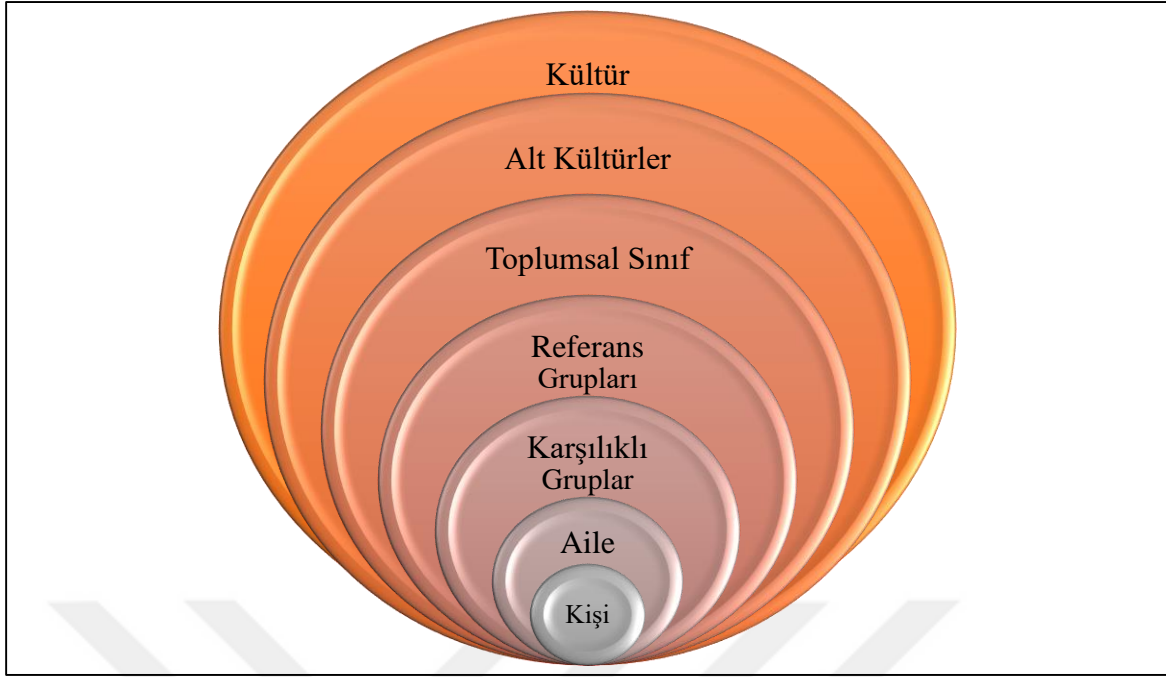 Kültür
Alt Kültürler
Toplumsal Sınıf
Referans
Grupları
Karşılıklı
Gruplar
Aile
Kişi